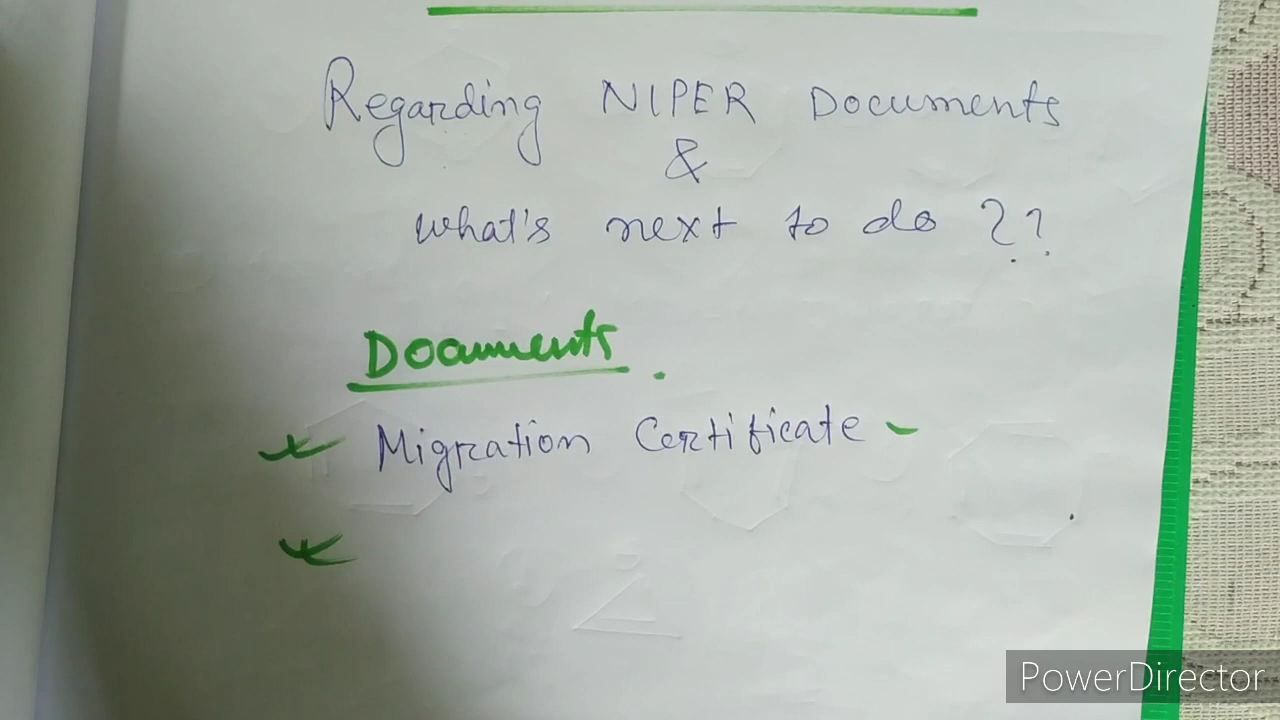 Regarding NIPER Documents
&
what's next to do ??
Documents
Migration Certificate -
PowerDirector